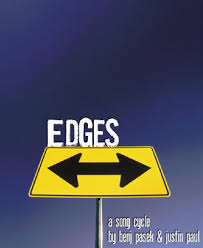 EDGES
a song cycle
by benj pasek & justin paul